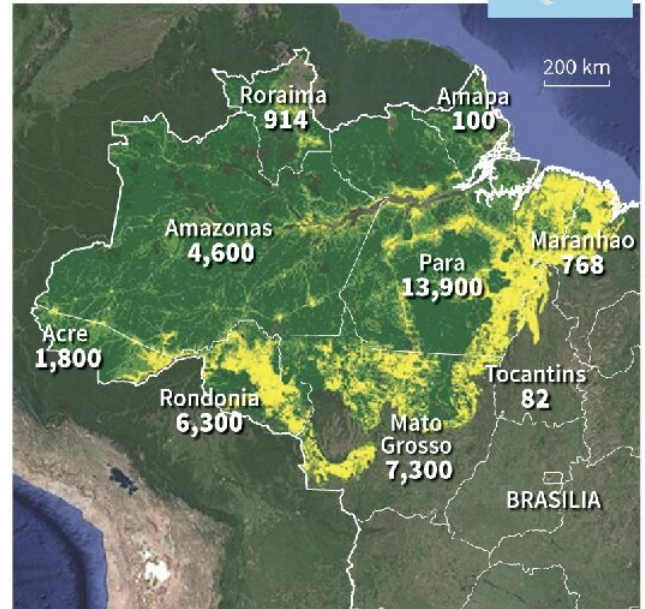 200 km
Roraima
914
Amapa
100
Amazonas
4,600
Para
13,900
Maranhao
768
Acre
1,800
Rondonia
6,300
Tocantins
82
Mato
Grosso
7,300
BRASILIA